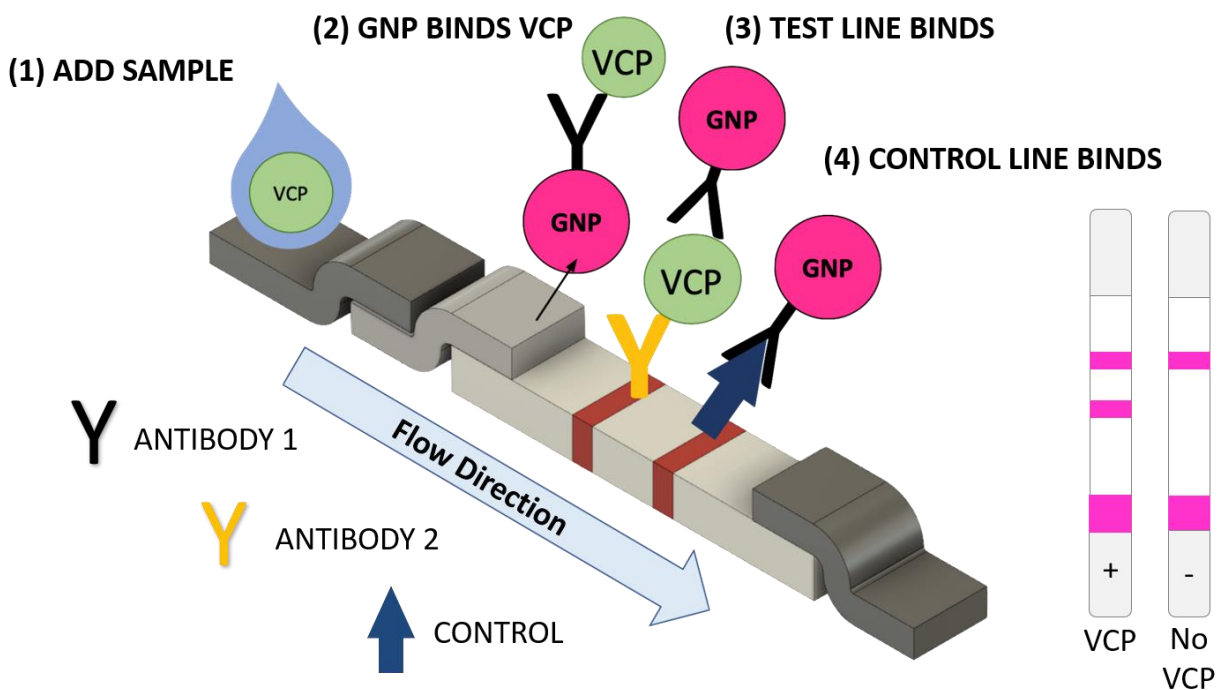 (1) ADD SAMPLE
(2) GNP BINDS VCP
(3) TEST LINE BINDS
(4) CONTROL LINE BINDS
VCP
VCP
GNP
GNP
VCP
GNP
Flow Direction
ANTIBODY 1
ANTIBODY 2
CONTROL
+
-
VCP
No
VCP